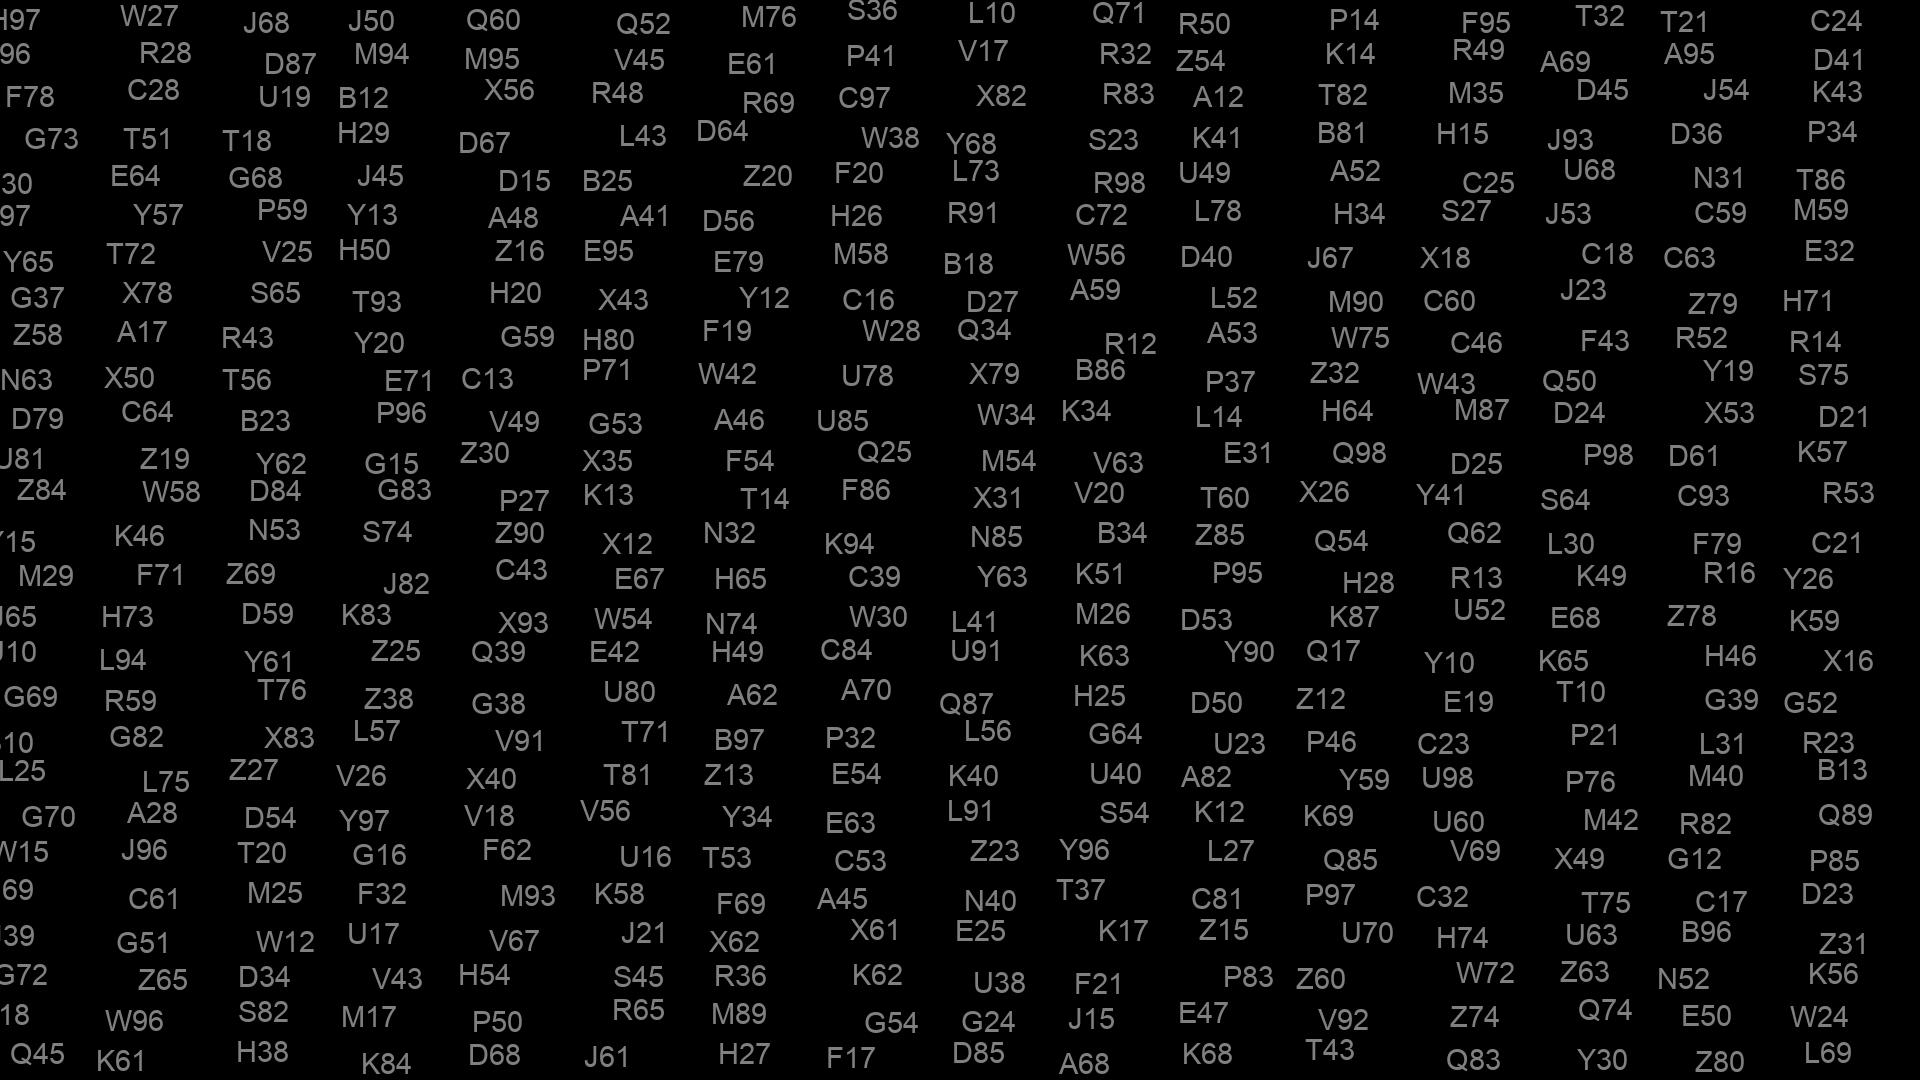 H97 W27 J68 J50 Q60 Q52 M76 S36 L10 Q71 R50 P14 F95 T32 T21 C24
96 R28 D87 M94 M95 V45 E61 P41 V17 R32 Z54 K14 R49 A69 A95 D41
F78 C28 U19 B12 X56 R48 R69 C97 X82 R83 A12 T82 M35 D45 J54 K43
G73 T51 T18 H29 D67 L43 D64 W38 Y68 S23 K41 B81 H15 J93 D36 P34
30 E64 G68 J45 D15 B25 Z20 F20 L73 R98 U49 A52 C25 U68 N31 T86
97 Y57 P59 Y13 A48 A41 D56 H26 R91 C72 L78 H34 S27 J53 C59 M59
Y65 T72 V25 H50 Z16 E95 E79 M58 B18 W56 D40 J67 X18 C18 C63 E32
G37 X78 S65 T93 H20 X43 Y12 C16 D27 A59 L52 M90 C60 J23 Z79 H71
Z58 A17 R43 Y20 G59 H80 F19 W28 Q34 R12 A53 W75 C46 F43 R52 R14
N63 X50 T56 E71 C13 P71 W42 U78 X79 B86 P37 Z32 W43 Q50 Y19 S75
D79 C64 B23 P96 V49 G53 A46 U85 W34 K34 L14 H64 M87 D24 X53 D21
U81 Z19 Y62 G15 Z30 X35 F54 Q25 M54 V63 E31 Q98 D25 P98 D61 K57
Z84 W58 D84 G83 P27 K13 T14 F86 X31 V20 T60 X26 Y41 S64 C93 R53
Y15 K46 N53 S74 Z90 X12 N32 K94 N85 B34 Z85 Q54 Q62 L30 F79 C21
M29 F71 Z69 J82 C43 E67 H65 C39 Y63 K51 P95 H28 R13 K49 R16 Y26
65 H73 D59 K83 X93 W54 N74 W30 L41 M26 D53 K87 U52 E68 Z78 K59
10 L94 Y61 Z25 Q39 E42 H49 C84 U91 K63 Y90 Q17 Y10 K65 H46 X16
G69 R59 T76 Z38 G38 U80 A62 A70 Q87 H25 D50 Z12 E19 T10 G39 G52
10 G82 X83 L57 V91 T71 B97 P32 L56 G64 U23 P46 C23 P21 L31 R23
L25 L75 Z27 V26 X40 T81 Z13 E54 K40 U40 A82 Y59 U98 P76 M40 B13
G70 A28 D54 Y97 V18 V56 Y34 E63 L91 S54 K12 K69 U60 M42 R82 Q89
W15 J96 T20 G16 F62 U16 T53 C53 Z23 Y96 L27 Q85 V69 X49 G12 P85
69 C61 M25 F32 M93 K58 F69 A45 N40 T37 C81 P97 C32 T75 C17 D23
39 G51 W12 U17 V67 J21 X62 X61 E25 K17 Z15 U70 H74 U63 B96 Z31
G72 Z65 D34 V43 H54 S45 R36 K62 U38 F21 P83 Z60 W72 Z63 N52 K56
18 W96 S82 M17 P50 R65 M89 G54 G24 J15 E47 V92 Z74 Q74 E50 W24
Q45 K61 H38 K84 D68 J61 H27 F17 D85 A68 K68 T43 Q83 Y30 Z80 L69